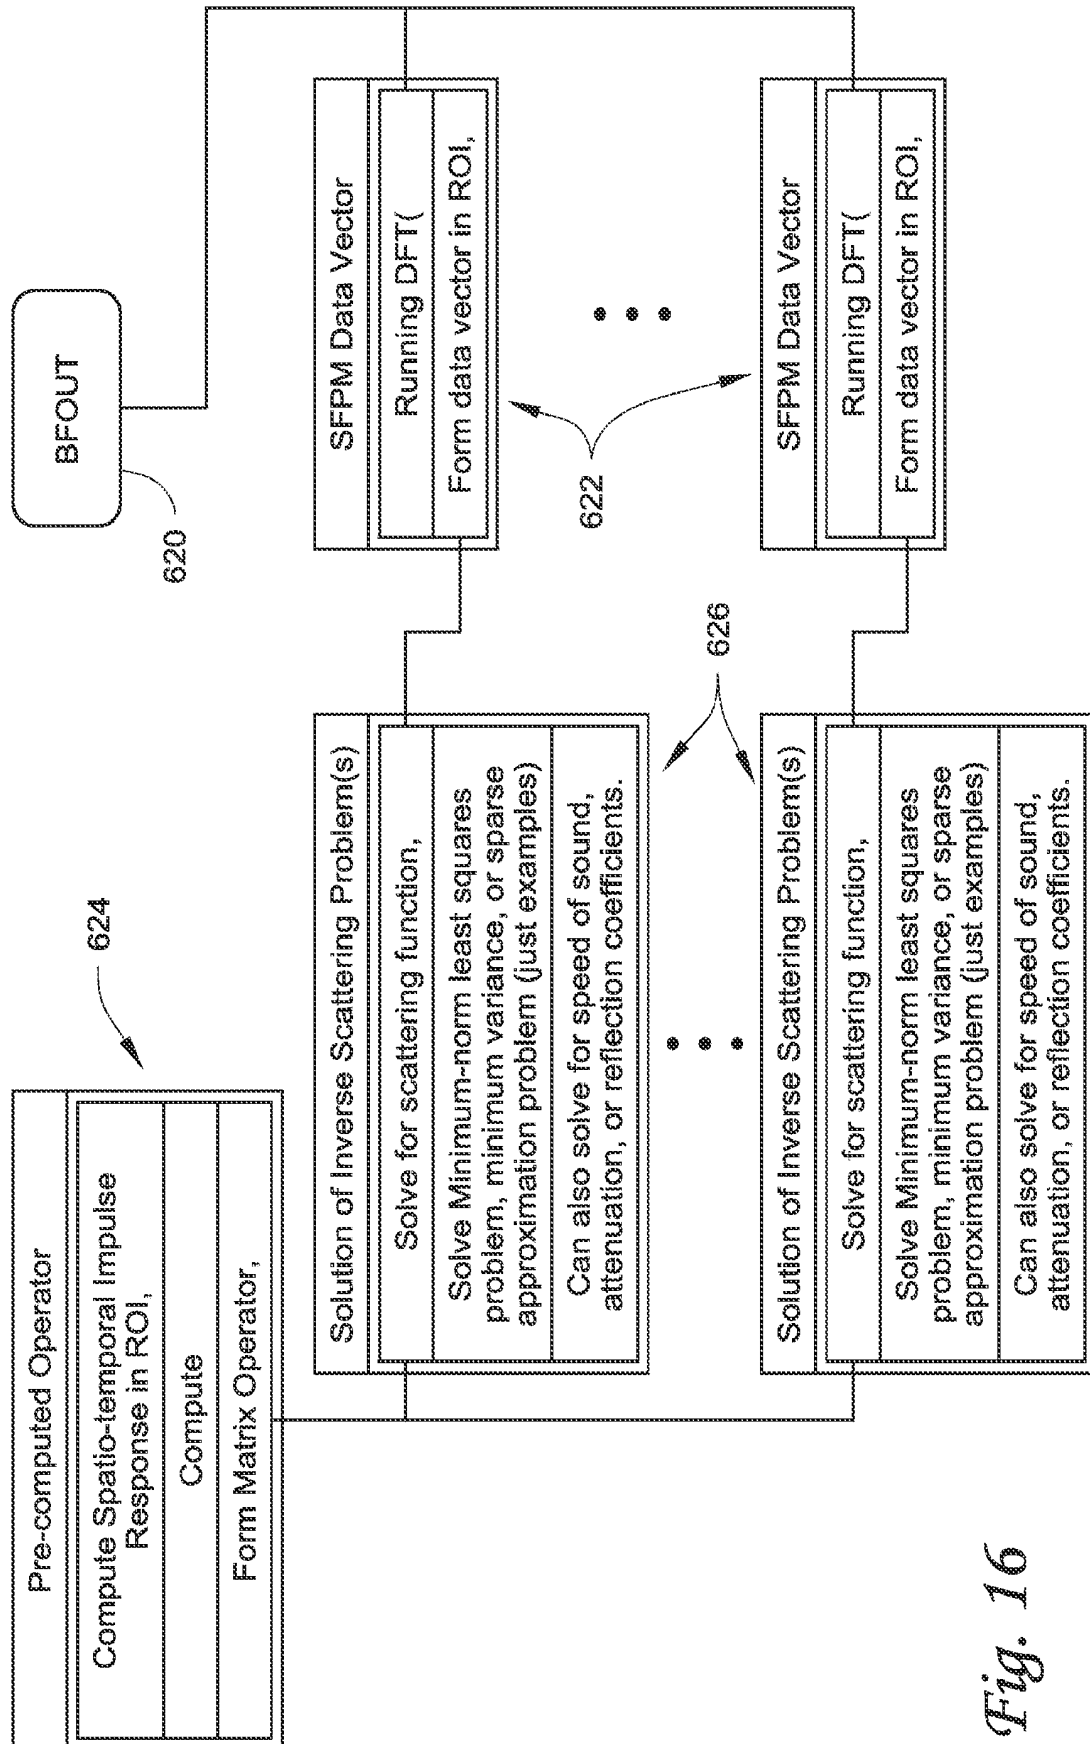 Pre-computed Operator
Compute Spatio-temporal Impulse
Response in ROI,
Compute
Form Matrix Operator,
624
BFOUT
620
Solution of Inverse Scattering Problem(s)
Solve for scattering function,
Solve Minimum-norm least squares
problem, minimum variance, or sparse
approximation problem (just examples)
Can also solve for speed of sound,
attenuation, or reflection coefficients.
SFPM Data Vector
Running DFT(
Form data vector in ROI,
626
622
Solution of Inverse Scattering Problem(s)
Solve for scattering function,
Solve Minimum-norm least squares
problem, minimum variance, or sparse
approximation problem (just examples)
Can also solve for speed of sound,
attenuation, or reflection coefficients.
SFPM Data Vector
Running DFT(
Form data vector in ROI,
Fig. 16